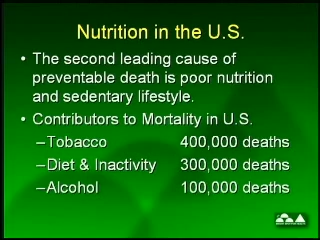 Nutrition in the U.S.
• The second leading cause of
preventable death is poor nutrition
and sedentary lifestyle.
• Contributors to Mortality in U.S.
–Tobacco 400,000 deaths
–Diet & Inactivity 300,000 deaths
–Alcohol 100,000 deaths